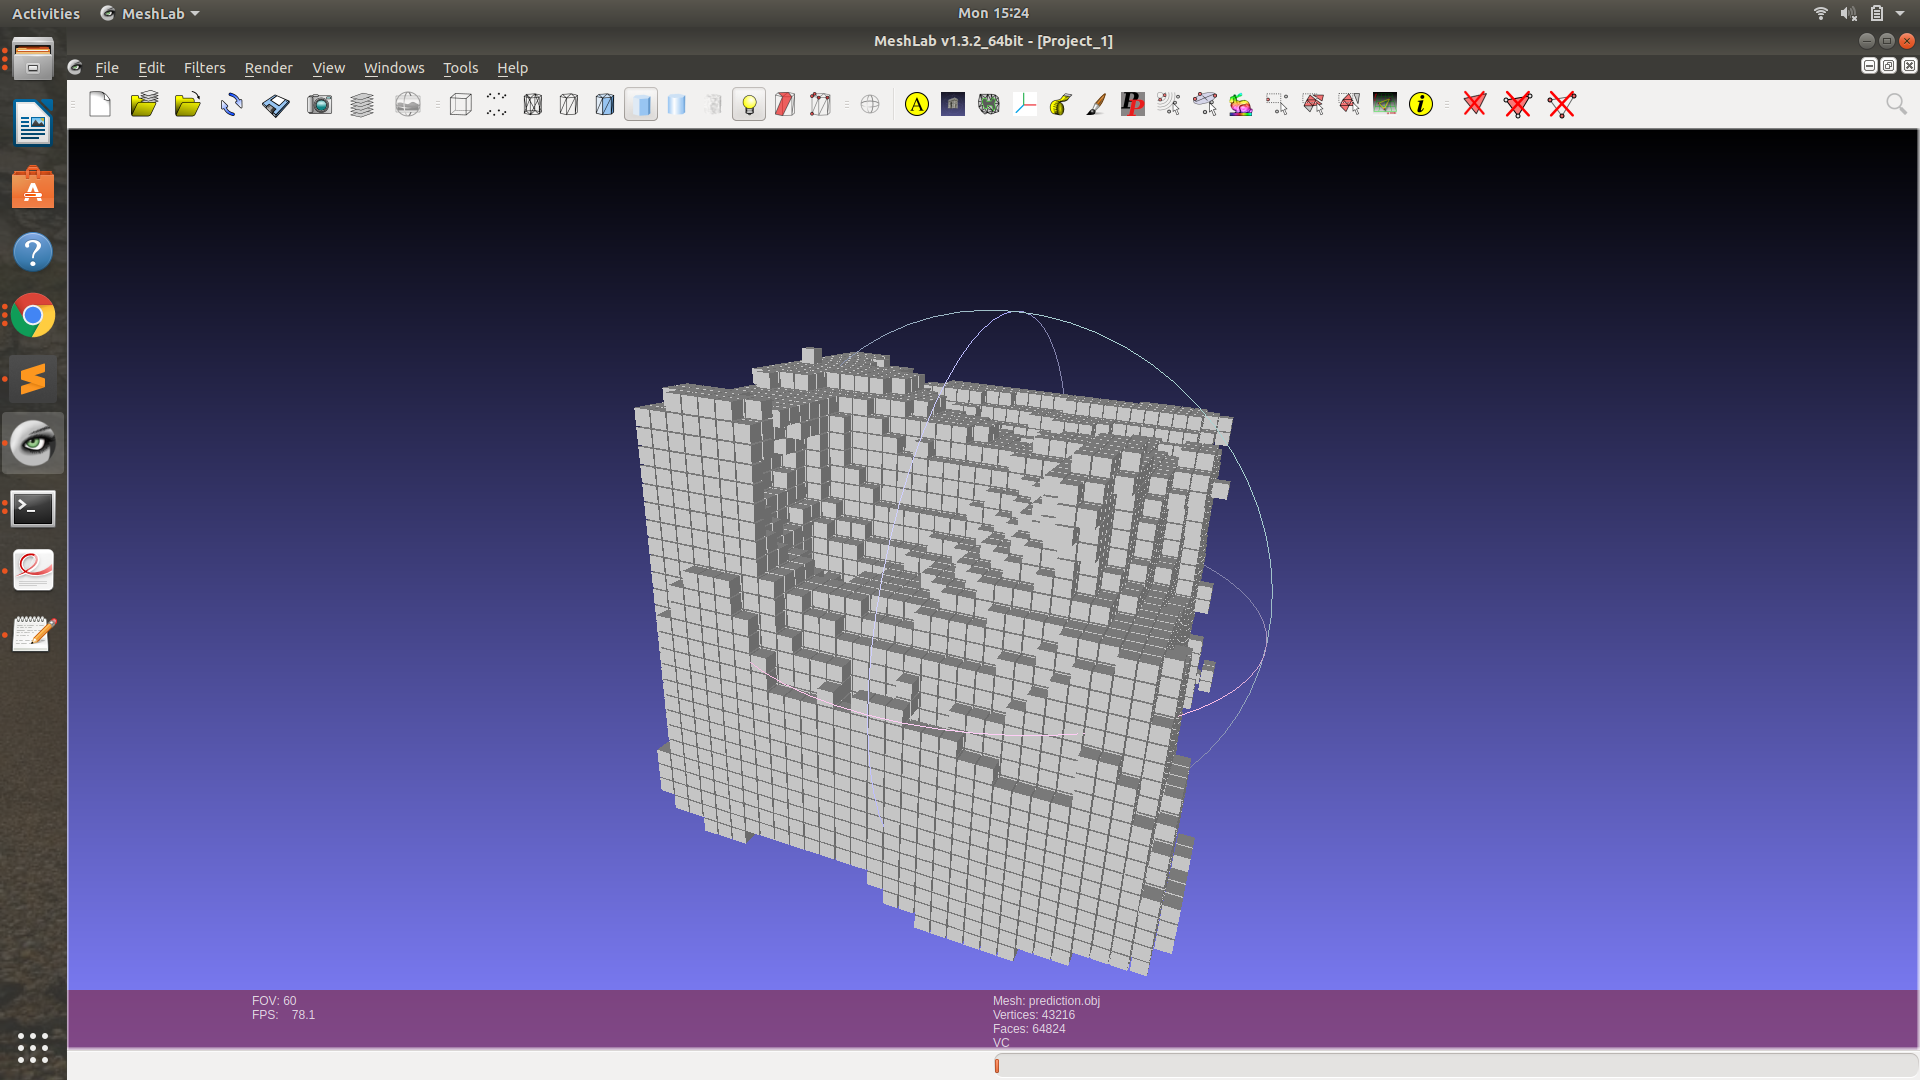 Activities MeshLab Mon 15:24
MeshLab v1.3.2_64bit - [Project_1]
File Edit Filters Render View Windows Tools Help
A PP i
FOV: 60
FPS: 78.1
Mesh: prediction.obj
Vertices: 43216
Faces: 64824
VC